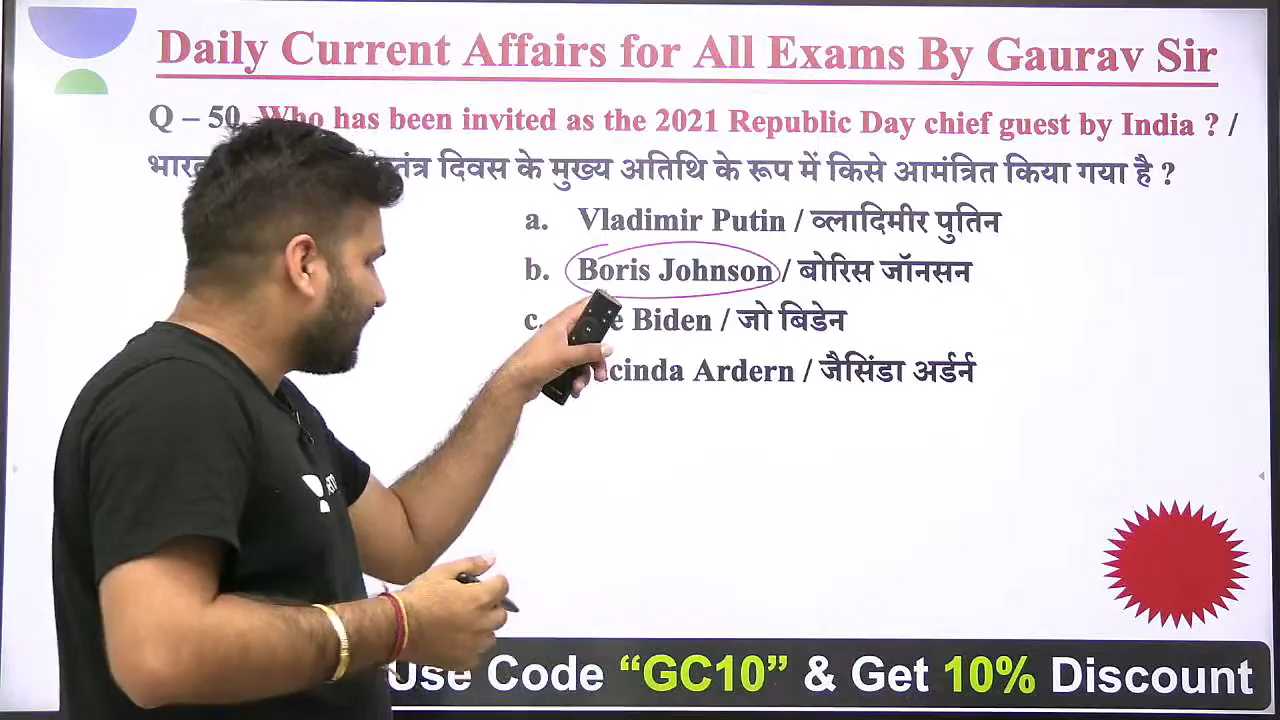 Daily Current Affairs for All Exams By Gaurav Sir
Q – 50 Who has been invited as the 2021 Republic Day chief guest by India ? /
दिवस के मुख्य अतिथि के रूप में किसे आमंत्रित किया गया है ?
a. Vladimir Putin / व्लादिमीर पुतिन
b. Boris Johnson / बोरिस जॉनसन
c. Biden / जो बिडेन
Ardern / जैसिंडा अर्डर्न
Use Code “GC10” & Get 10% Discount